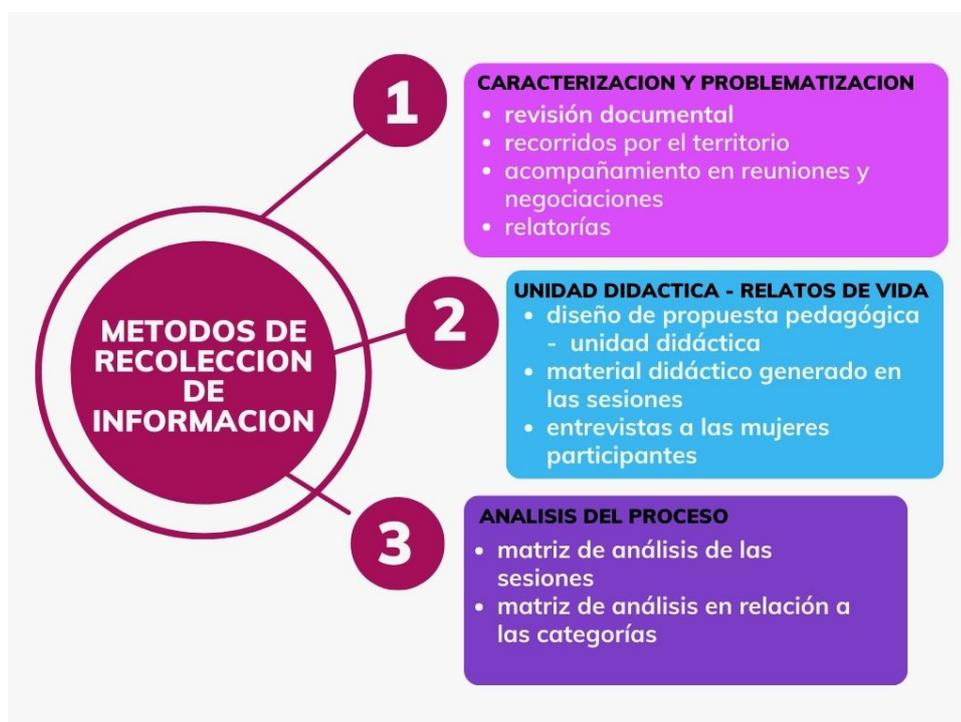 METODOS DE
RECOLECCION
DE
INFORMACION
1
CARACTERIZACION Y PROBLEMATIZACION
• revisión documental
• recorridos por el territorio
• acompañamiento en reuniones y
negociaciones
• relatorías
2
UNIDAD DIDACTICA - RELATOS DE VIDA
• diseño de propuesta pedagógica
- unidad didáctica
• material didáctico generado en
las sesiones
• entrevistas a las mujeres
participantes
3
ANALISIS DEL PROCESO
• matriz de análisis de las
sesiones
• matriz de análisis en relación a
las categorías